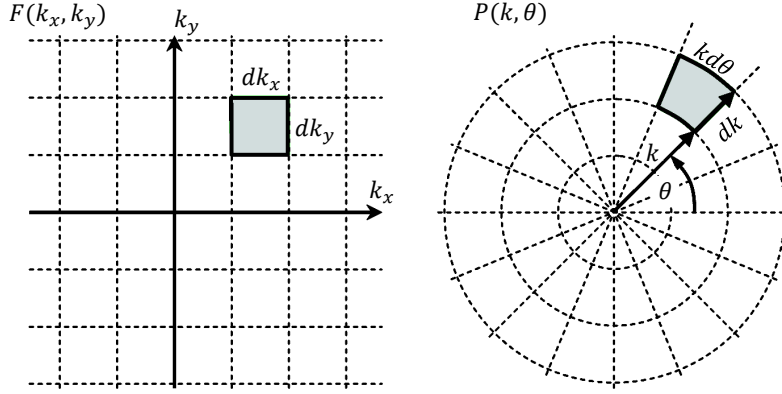 F(k_x, k_y)
k_y
dk_x
dk_y
k_x
P(k, θ)
kdθ
dk
k
θ